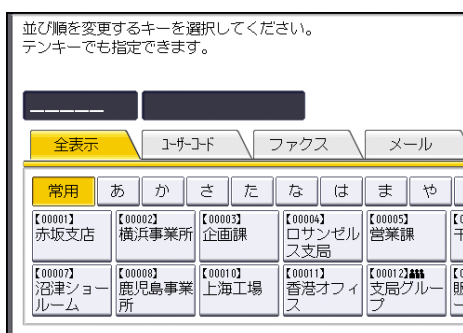 並び順を変更するキーを選択してください。
テンキーでも指定できます。
_____
全表示 ﾕｰｻﾞｰｺｰﾄﾞ ファクス メール
常用 あ か さ た な は ま や
【00001】 【00002】 【00003】 【00004】 【00005】
赤坂支店 横浜事業所 企画課 ロサンゼル 営業課
ス支局
【00007】 【00008】 【00010】 【00011】 【00012】
沼津ショー 鹿児島事業 上海工場 香港オフィ 支局グルー
ルーム 所 ス プ